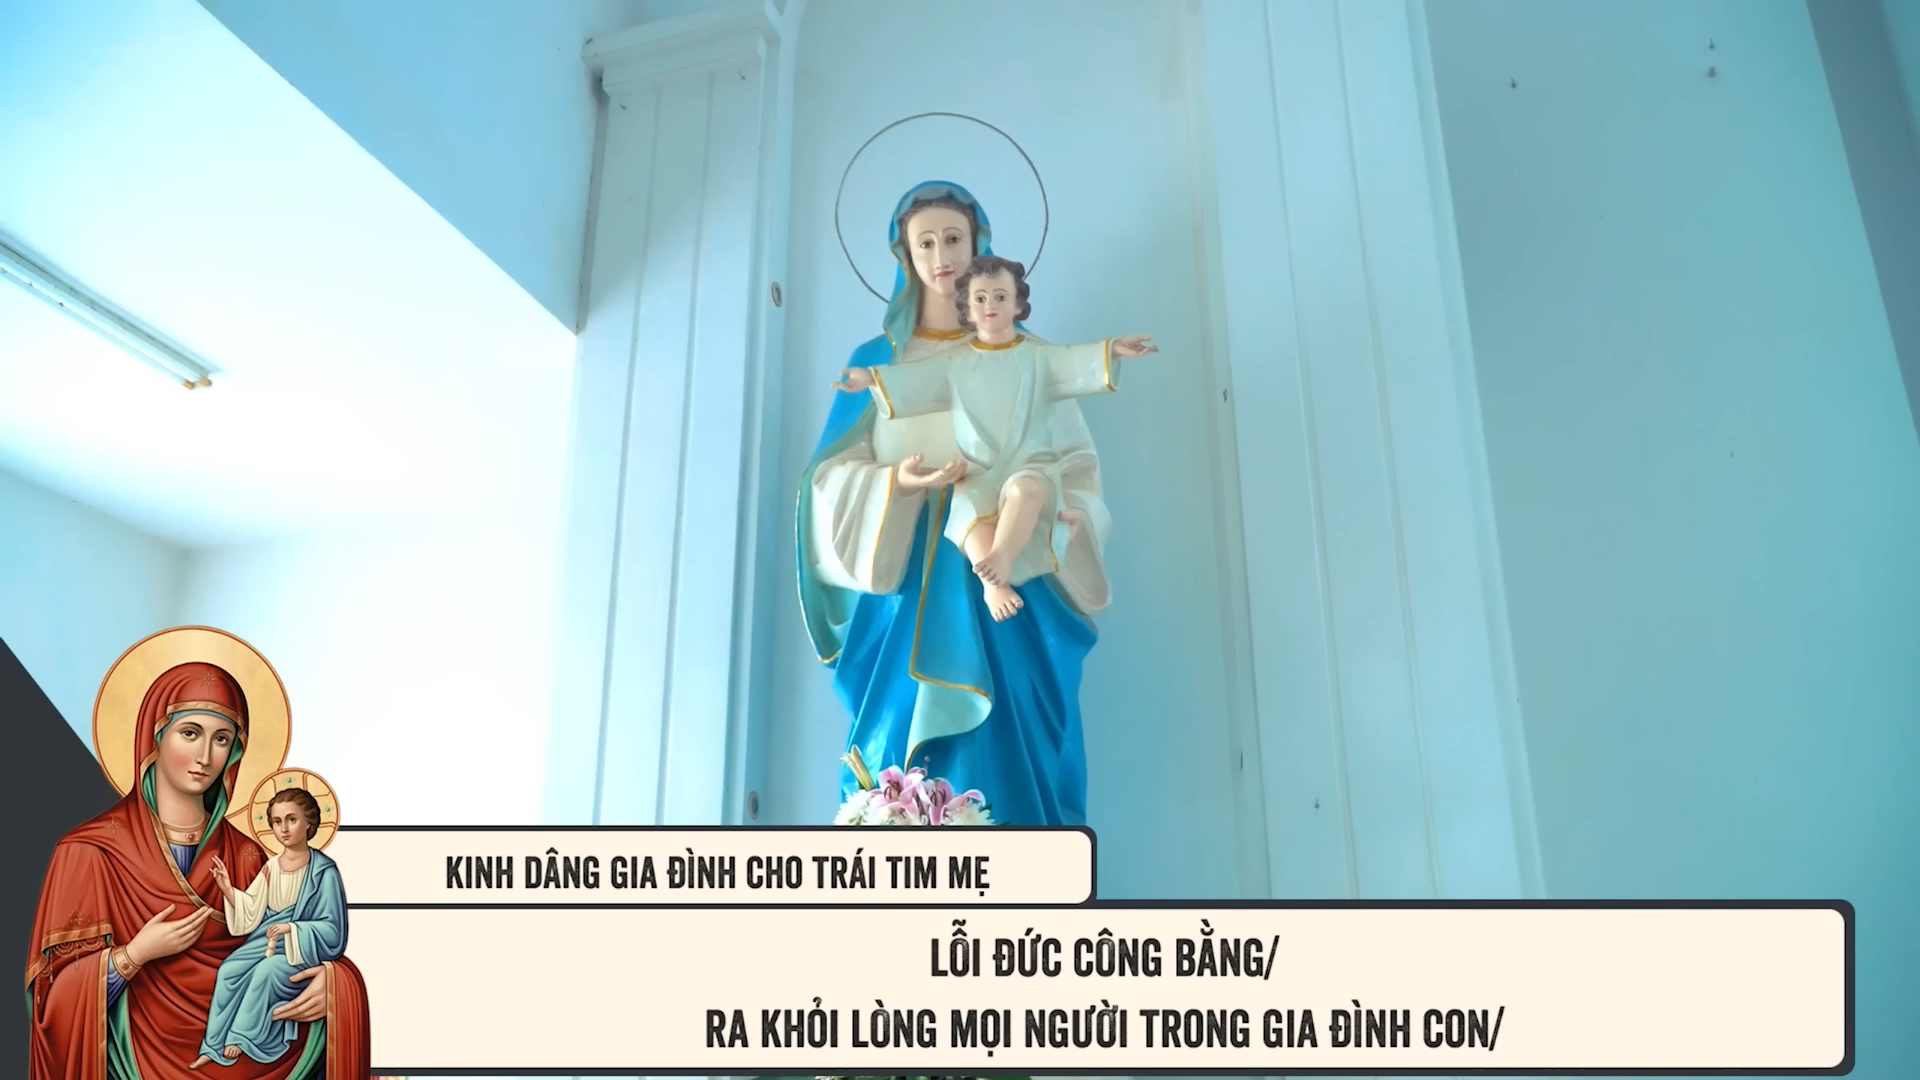 KINH DÂNG GIA ĐÌNH CHO TRÁI TIM MẸ
LỖI ĐỨC CÔNG BẰNG/
RA KHỎI LÒNG MỌI NGƯỜI TRONG GIA ĐÌNH CON/